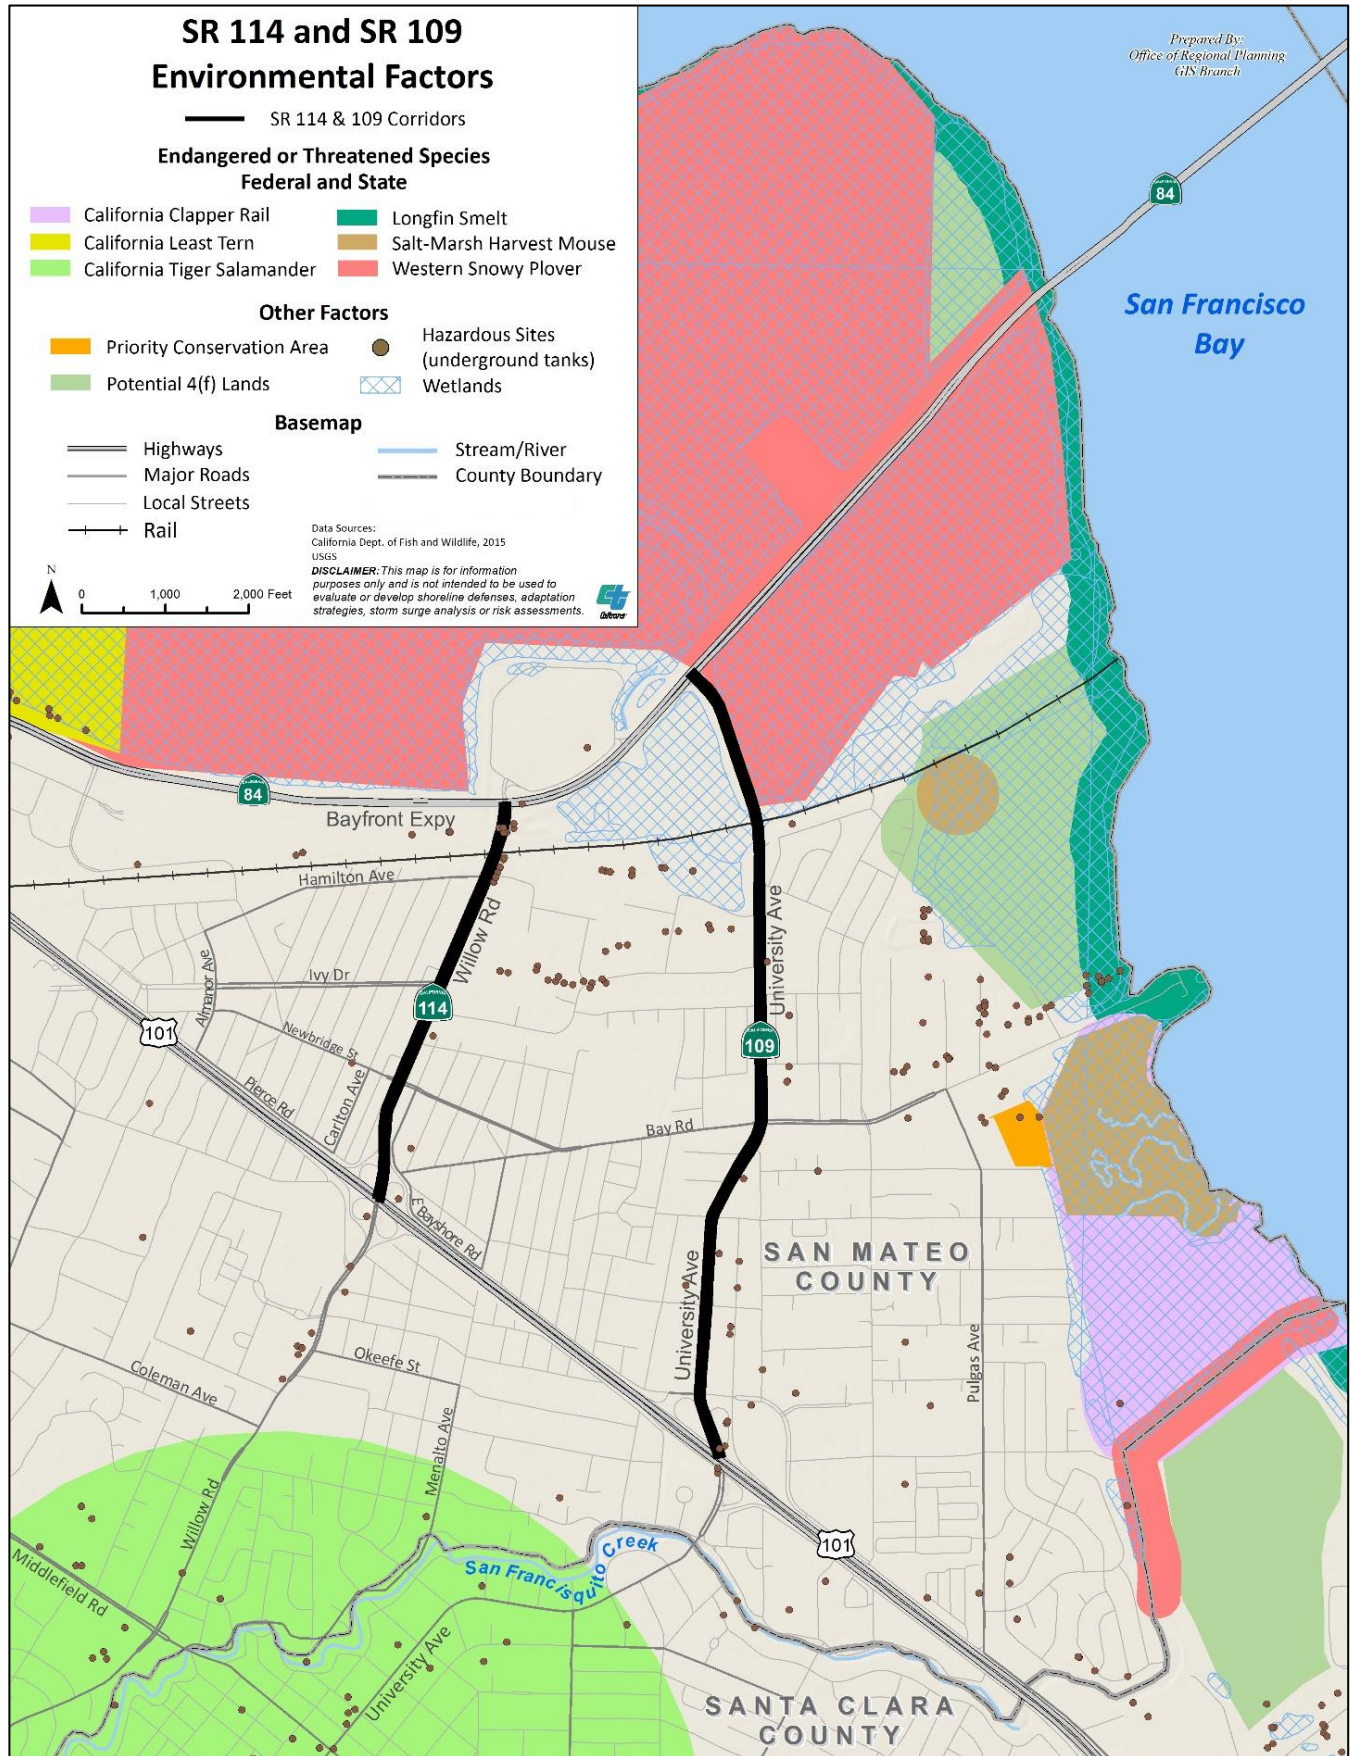 SR 114 and SR 109
Environmental Factors
SR 114 & 109 Corridors
Endangered or Threatened Species
Federal and State
California Clapper Rail
California Least Tern
California Tiger Salamander
Longfin Smelt
Salt-Marsh Harvest Mouse
Western Snowy Plover
Other Factors
Priority Conservation Area
Potential 4(f) Lands
Hazardous Sites
(underground tanks)
Wetlands
Basemap
Highways
Major Roads
Local Streets
Rail
Stream/River
County Boundary
N
0 1,000 2,000 Feet
Data Sources:
California Dept. of Fish and Wildlife, 2015
USGS
DISCLAIMER: This map is for information
purposes only and is not intended to be used to
evaluate or develop shoreline defenses, adaptation
strategies, storm surge analysis or risk assessments.
Caltrans
Prepared By:
Office of Regional Planning
GIS Branch
CALIFORNIA
84
San Francisco
Bay
CALIFORNIA
84
Bayfront Expy
Hamilton Ave
Willow Rd
University Ave
Almanor Ave
Ivy Dr
CALIFORNIA
114
101
Newbridge St
CALIFORNIA
109
Pierce Rd
Carlton Ave
Bay Rd
E Bayshore Rd
SAN MATEO
COUNTY
University Ave
Pulgas Ave
Okeefe St
Coleman Ave
Menalto Ave
Willow Rd
101
San Francisquito Creek
Middlefield Rd
University Ave
SANTA CLARA
COUNTY